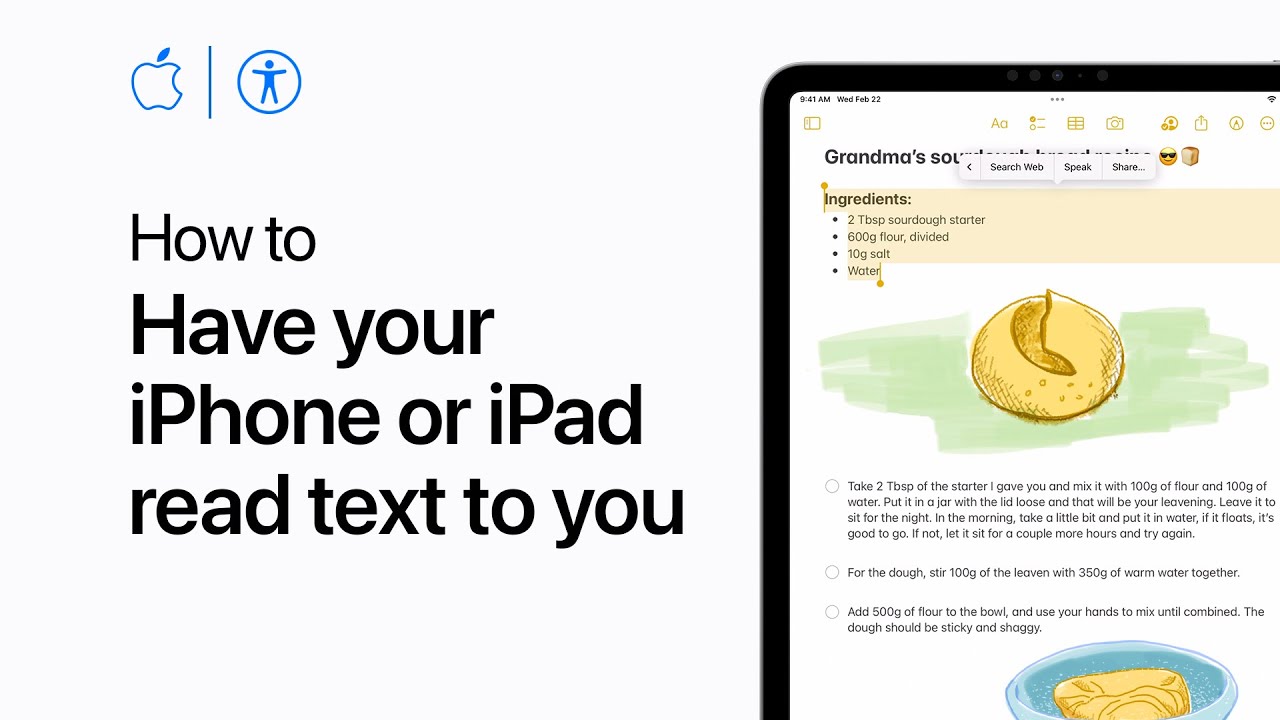 How to
Have your
iPhone or iPad
read text to you
9:41 AM Wed Feb 22
Aa
Grandma's sourdough bread recipe 😎🍞
Search Web Speak Share...
Ingredients:
• 2 Tbsp sourdough starter
• 600g flour, divided
• 10g salt
• Water
Take 2 Tbsp of the starter I gave you and mix it with 100g of flour and 100g of
water. Put it in a jar with the lid loose and that will be your leavening. Leave it to
sit for the night. In the morning, take a little bit and put it in water, if it floats, it's
good to go. If not, let it sit for a couple more hours and try again.
For the dough, stir 100g of the leaven with 350g of warm water together.
Add 500g of flour to the bowl, and use your hands to mix until combined. The
dough should be sticky and shaggy.